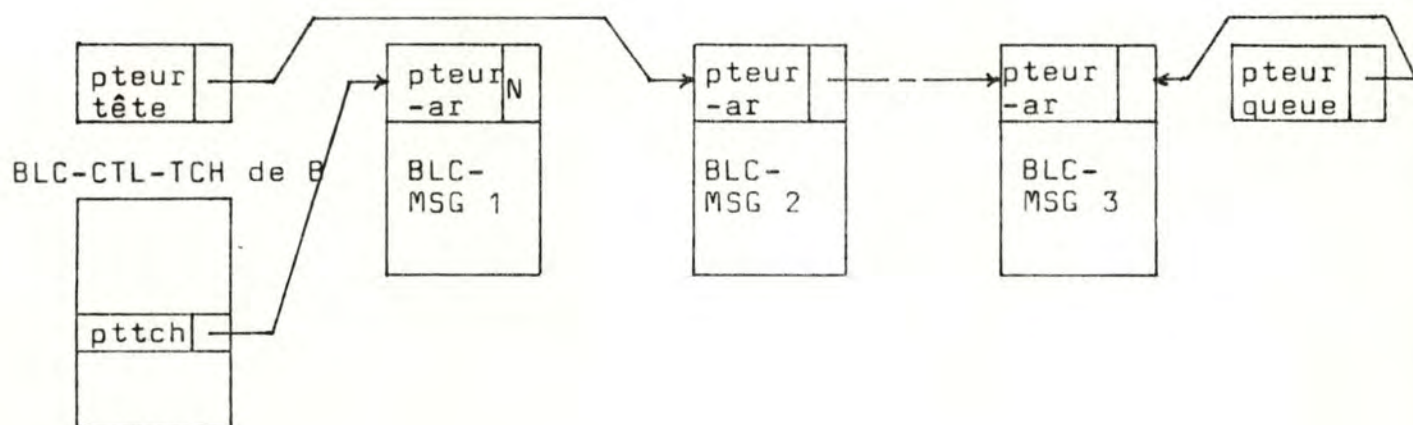 pteur
tête
pteur
-ar
N
pteur
-ar
pteur
-ar
pteur
queue
BLC-CTL-TCH de B
BLC-
MSG 1
BLC-
MSG 2
BLC-
MSG 3
pttch